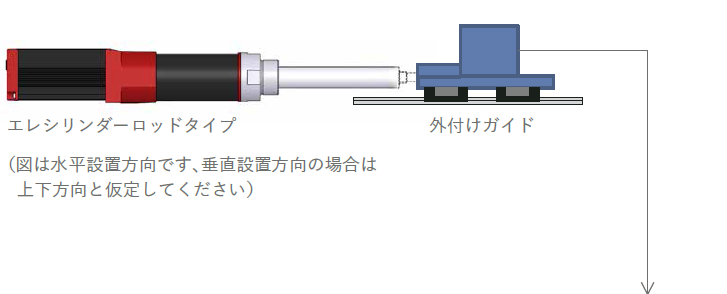 エレシリンダーロッドタイプ
外付けガイド
（図は水平設置方向です、垂直設置方向の場合は
上下方向と仮定してください）